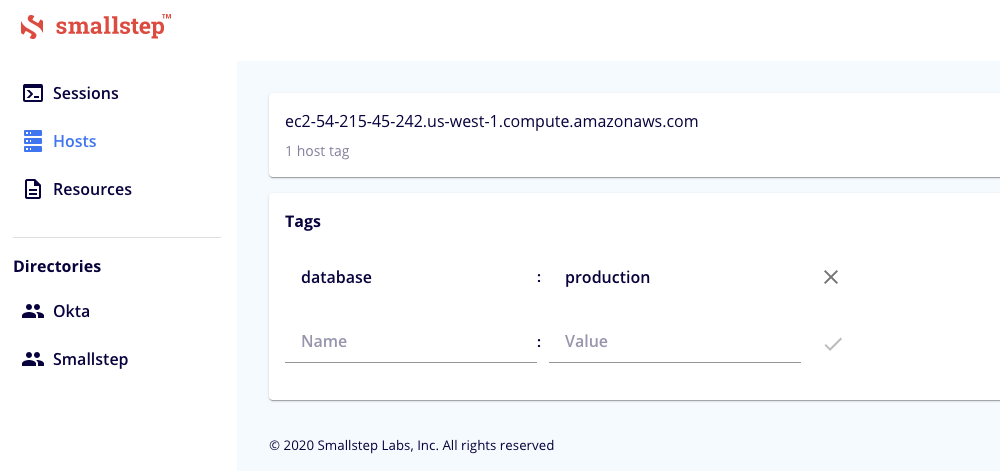 smallstep™
Sessions
Hosts
Resources
Directories
Okta
Smallstep
ec2-54-215-45-242.us-west-1.compute.amazonaws.com
1 host tag
Tags
database : production
Name : Value
© 2020 Smallstep Labs, Inc. All rights reserved